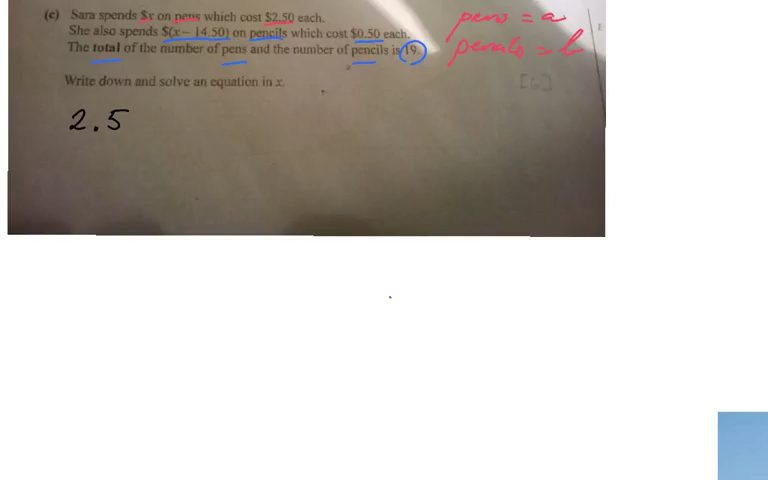 (c) Sara spends $x on pens which cost $2.50 each.
She also spends $(x − 14.50) on pencils which cost $0.50 each.
The total of the number of pens and the number of pencils is 19.
Write down and solve an equation in x.
[6]
pens = a
pencils = b
2.5